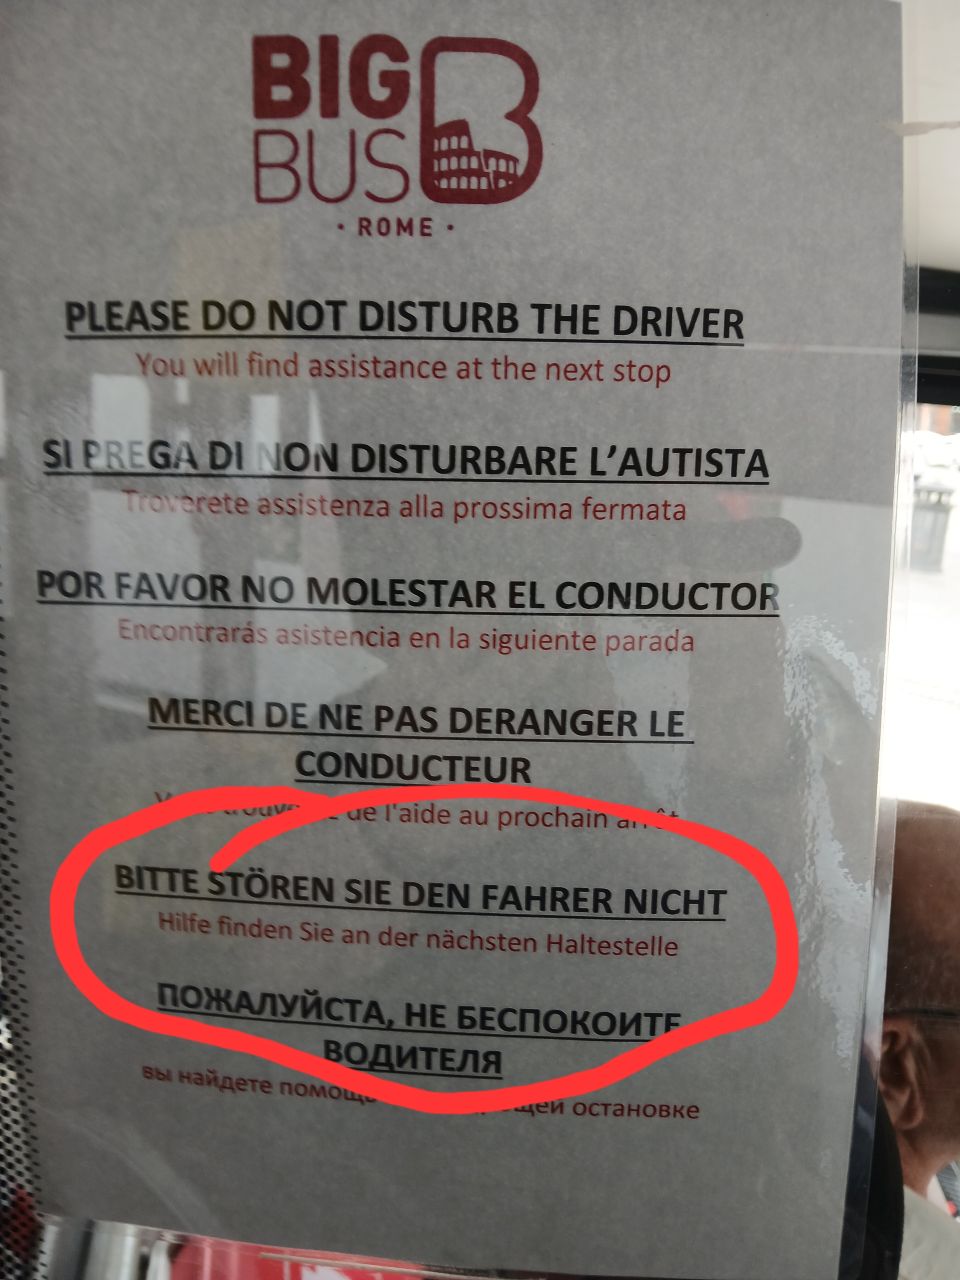 BIG
BUS
· ROME ·
PLEASE DO NOT DISTURB THE DRIVER
You will find assistance at the next stop
SI PREGA DI NON DISTURBARE L'AUTISTA
Troverete assistenza alla prossima fermata
POR FAVOR NO MOLESTAR EL CONDUCTOR
Encontrarás asistencia en la siguiente parada
MERCI DE NE PAS DERANGER LE
CONDUCTEUR
de l'aide au prochain arrêt
BITTE STÖREN SIE DEN FAHRER NICHT
Hilfe finden Sie an der nächsten Haltestelle
ПОЖАЛУЙСТА, НЕ БЕСПОКОИТЕ
ВОДИТЕЛЯ
вы найдете остановке